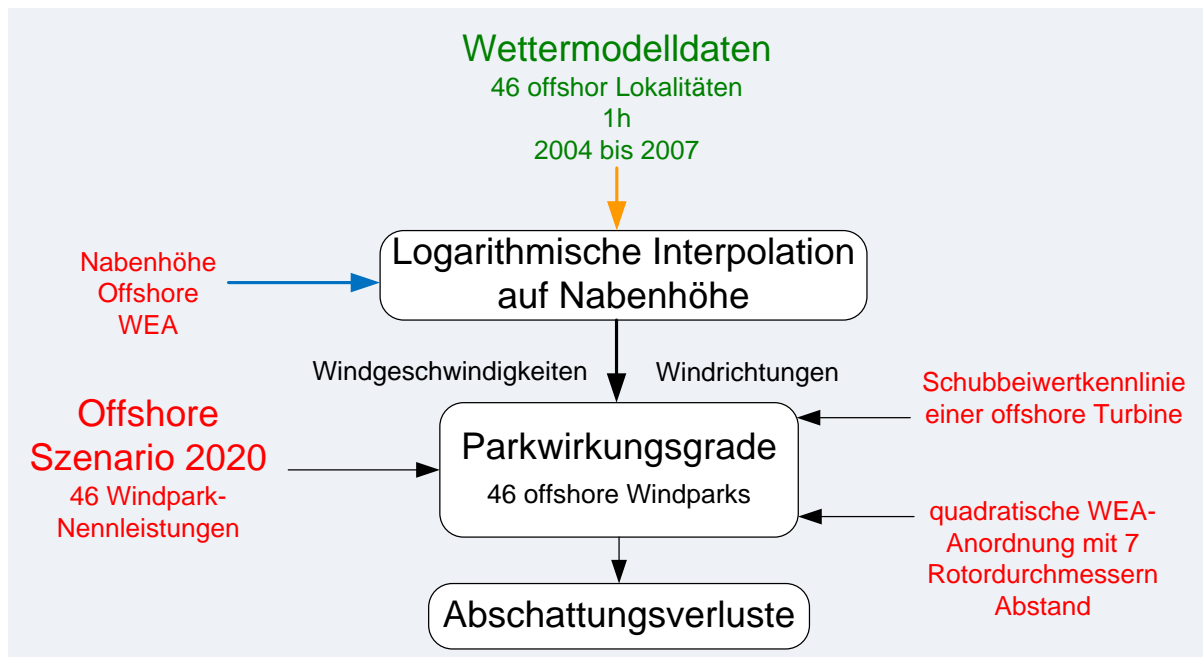 Wettermodelldaten
46 offshor Lokalitäten
1h
2004 bis 2007
Logarithmische Interpolation
auf Nabenhöhe
Nabenhöhe
Offshore
WEA
Windgeschwindigkeiten
Windrichtungen
Offshore
Szenario 2020
46 Windpark-
Nennleistungen
Parkwirkungsgrade
46 offshore Windparks
Schubbeiwertkennlinie
einer offshore Turbine
quadratische WEA-
Anordnung mit 7
Rotordurchmessern
Abstand
Abschattungsverluste